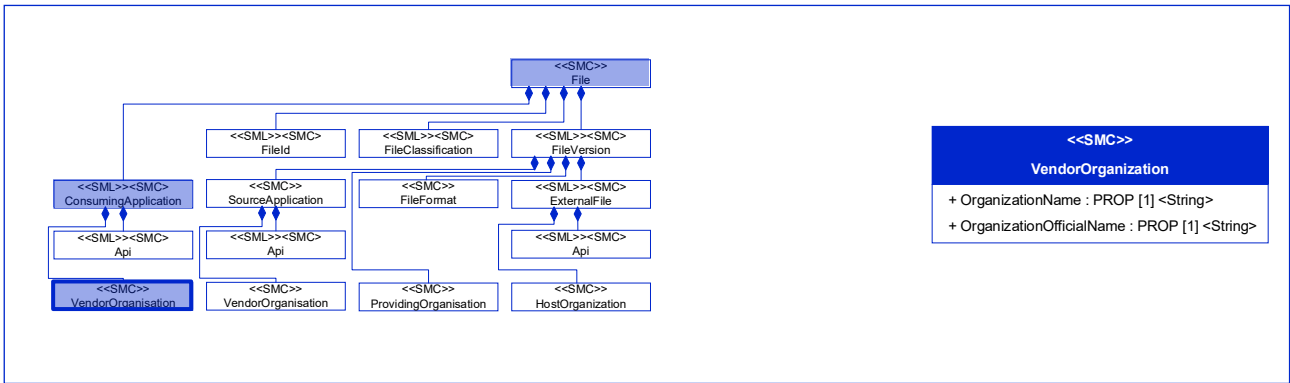 <<SMC>>
File
<<SML>><SMC>
FileId
<<SML>><SMC>
FileClassification
<<SML>><SMC>
FileVersion
<<SML>><SMC>
ConsumingApplication
<<SMC>>
SourceApplication
<<SMC>>
FileFormat
<<SMC>>
ExternalFile
<<SML>><SMC>
Api
<<SML>><SMC>
Api
<<SML>><SMC>
Api
<<SMC>>
VendorOrganisation
<<SMC>>
VendorOrganisation
<<SMC>>
ProvidingOrganisation
<<SMC>>
HostOrganization
<<SMC>>
VendorOrganization
+ OrganizationName : PROP [1] <String>
+ OrganizationOfficialName : PROP [1] <String>